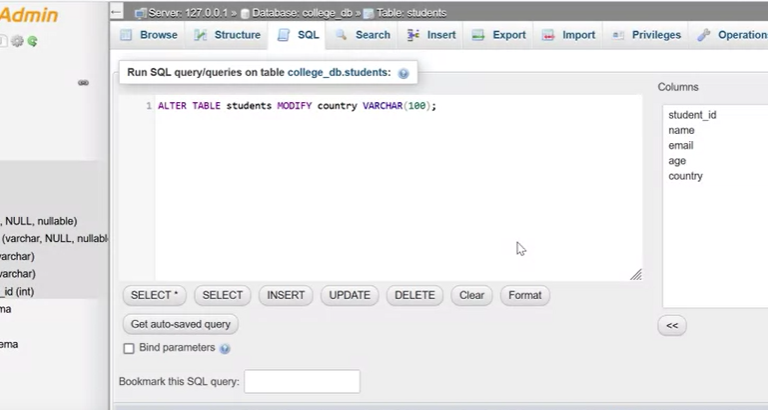 Admin
Server: 127.0.0.1 » Database: college_db » Table: students
Browse Structure SQL Search Insert Export Import Privileges Operation
Run SQL query/queries on table college_db.students:
1 ALTER TABLE students MODIFY country VARCHAR(100);
Columns
student_id
name
email
age
country
, NULL, nullable)
(varchar, NULL, nullabl
archar)
varchar)
_id (int)
ma
ema
SELECT * SELECT INSERT UPDATE DELETE Clear Format
<<
Get auto-saved query
Bind parameters
Bookmark this SQL query: